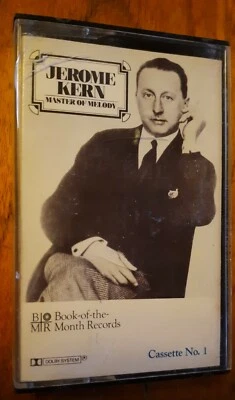 JEROME
KERN
MASTER OF MELODY
B|O Book-of-the-
M|R Month Records
DOLBY SYSTEM®
Cassette No. 1